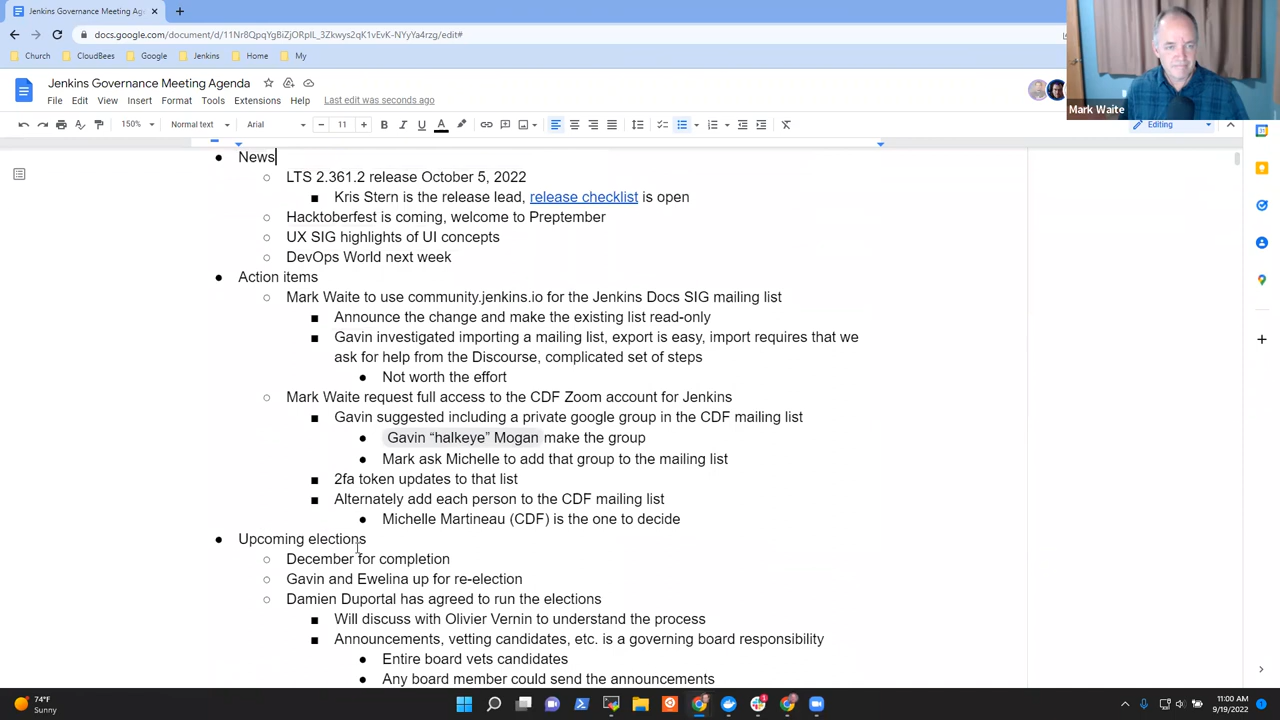 Jenkins Governance Meeting Age
docs.google.com/document/d/11Nr8QpqYgBiZjORpIL_3Zkwys2qK1vEvK-NYyYa4rzg/edit#
Church
CloudBees
Google
Jenkins
Home
My
Jenkins Governance Meeting Agenda
File Edit View Insert Format Tools Extensions Help Last edit was seconds ago
150% Normal text Arial 11 Editing
Mark Waite
News
LTS 2.361.2 release October 5, 2022
Kris Stern is the release lead, release checklist is open
Hacktoberfest is coming, welcome to Preptember
UX SIG highlights of UI concepts
DevOps World next week
Action items
Mark Waite to use community.jenkins.io for the Jenkins Docs SIG mailing list
Announce the change and make the existing list read-only
Gavin investigated importing a mailing list, export is easy, import requires that we
ask for help from the Discourse, complicated set of steps
Not worth the effort
Mark Waite request full access to the CDF Zoom account for Jenkins
Gavin suggested including a private google group in the CDF mailing list
Gavin “halkeye” Mogan make the group
Mark ask Michelle to add that group to the mailing list
2fa token updates to that list
Alternately add each person to the CDF mailing list
Michelle Martineau (CDF) is the one to decide
Upcoming elections
December for completion
Gavin and Ewelina up for re-election
Damien Duportal has agreed to run the elections
Will discuss with Olivier Vernin to understand the process
Announcements, vetting candidates, etc. is a governing board responsibility
Entire board vets candidates
Any board member could send the announcements
74°F
Sunny
11:00 AM
9/19/2022